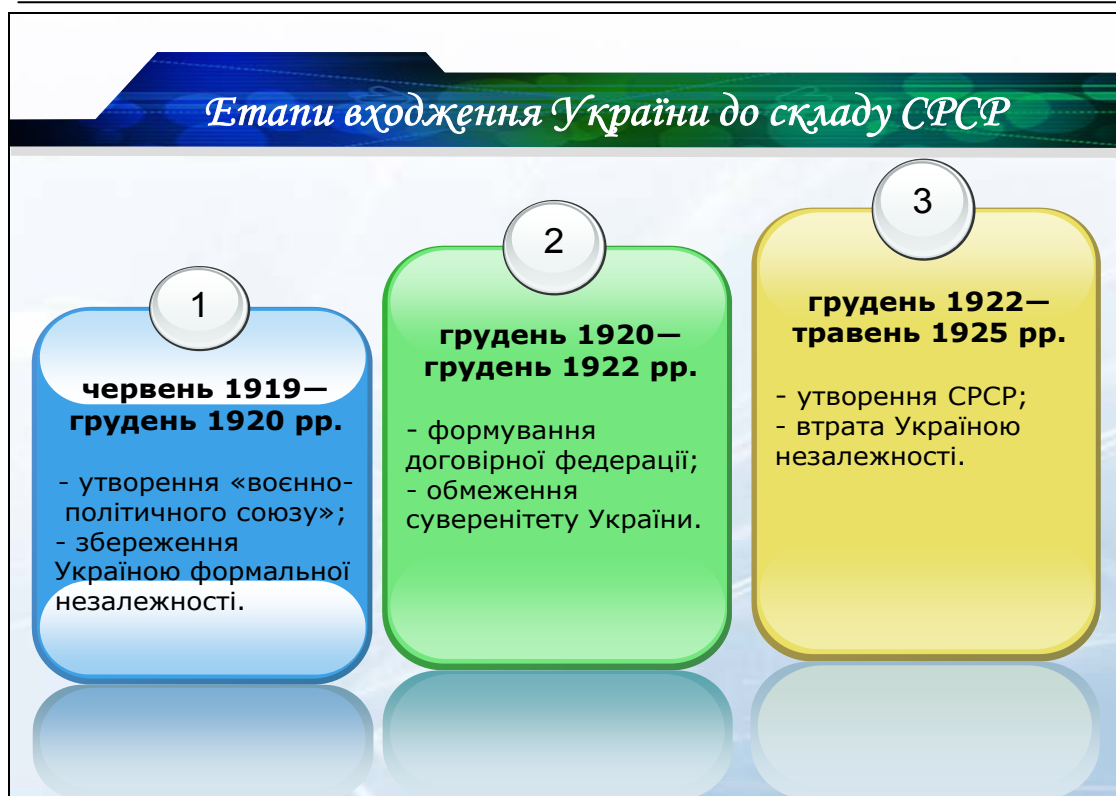 Етапи входження України до складу СРСР
1
червень 1919—
грудень 1920 рр.
- утворення «воєнно-
політичного союзу»;
- збереження
Україною формальної
незалежності.
2
грудень 1920—
грудень 1922 рр.
- формування
договірної федерації;
- обмеження
суверенітету України.
3
грудень 1922—
травень 1925 рр.
- утворення СРСР;
- втрата Україною
незалежності.